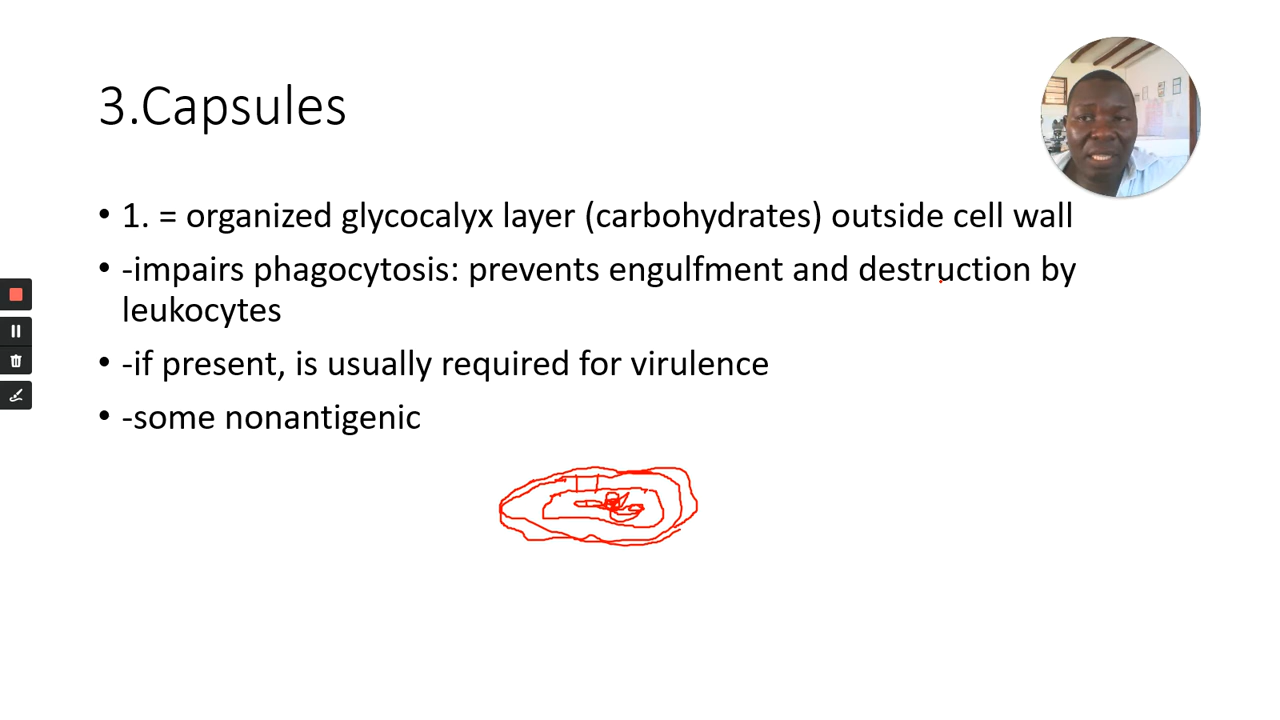 3.Capsules
• 1. = organized glycocalyx layer (carbohydrates) outside cell wall
• -impairs phagocytosis: prevents engulfment and destruction by
leukocytes
• -if present, is usually required for virulence
• -some nonantigenic